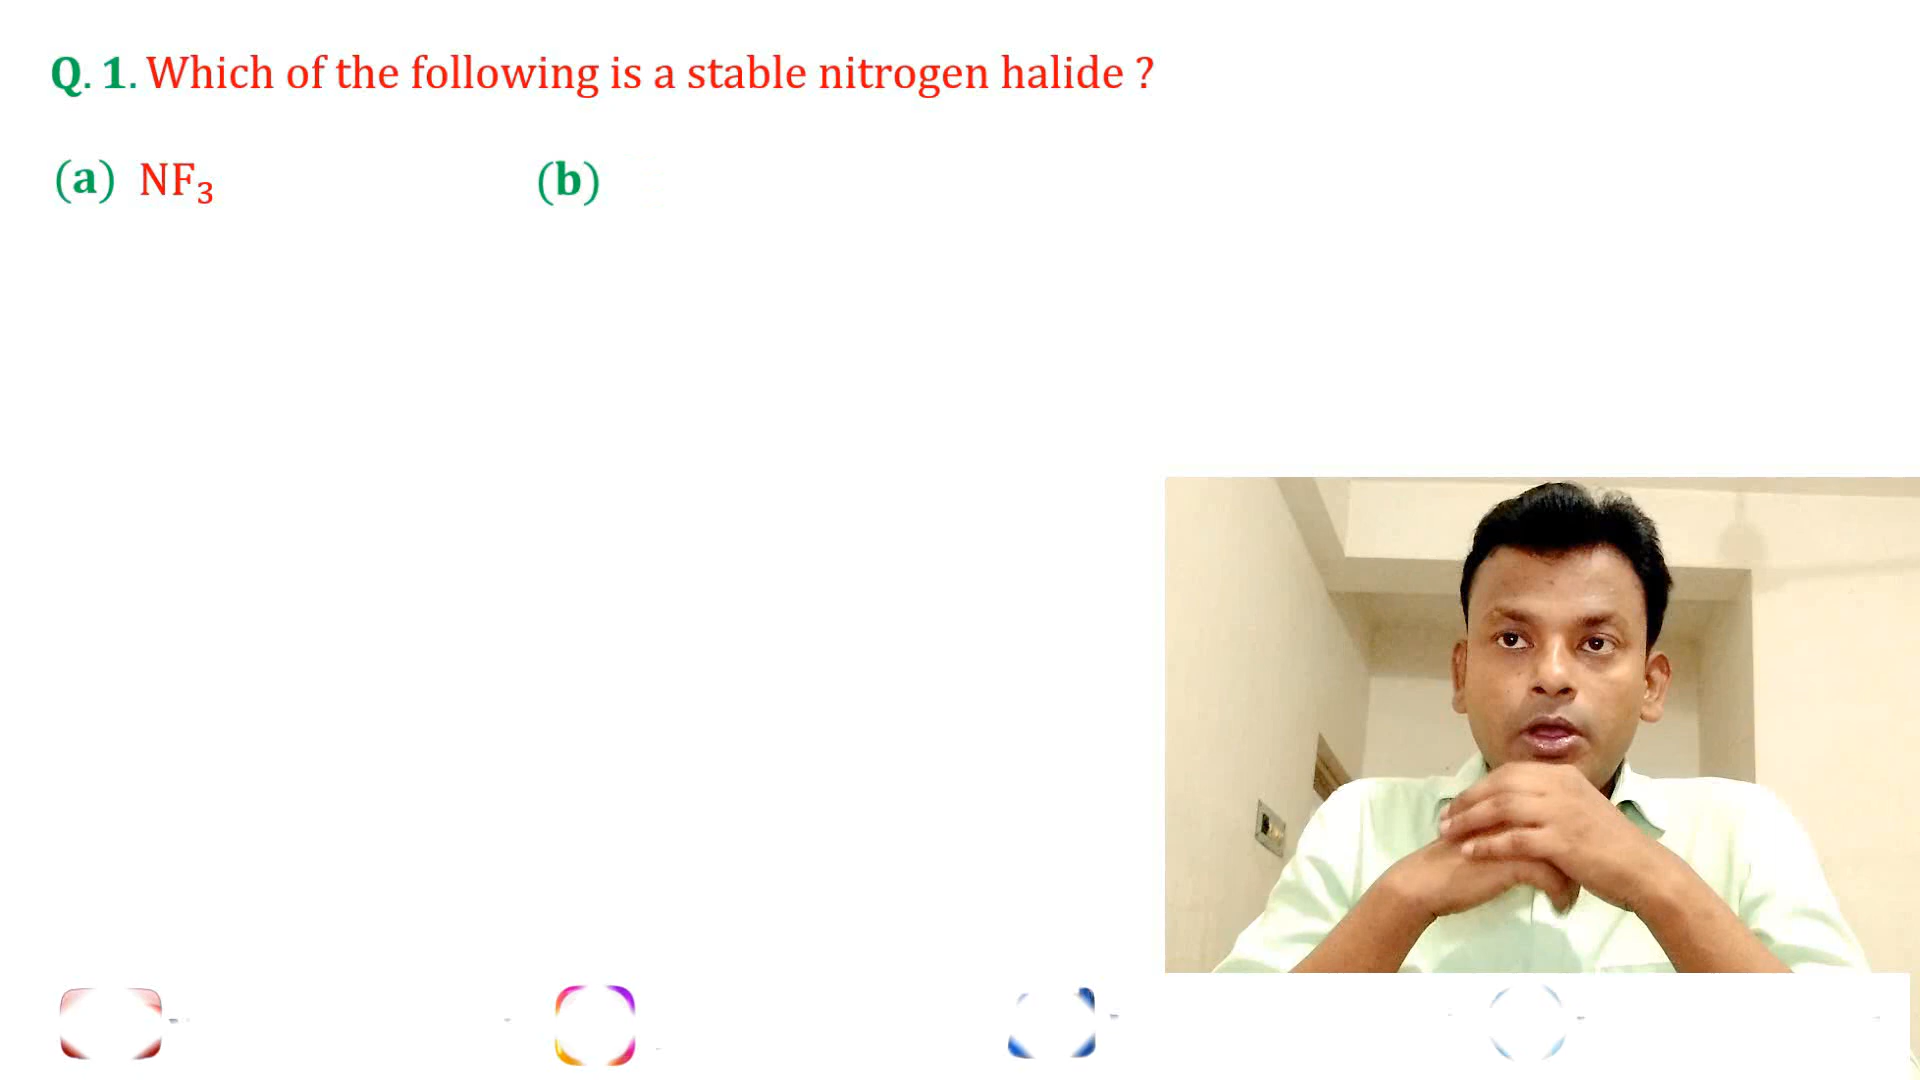 Q. 1. Which of the following is a stable nitrogen halide ?
(a) NF₃ (b)